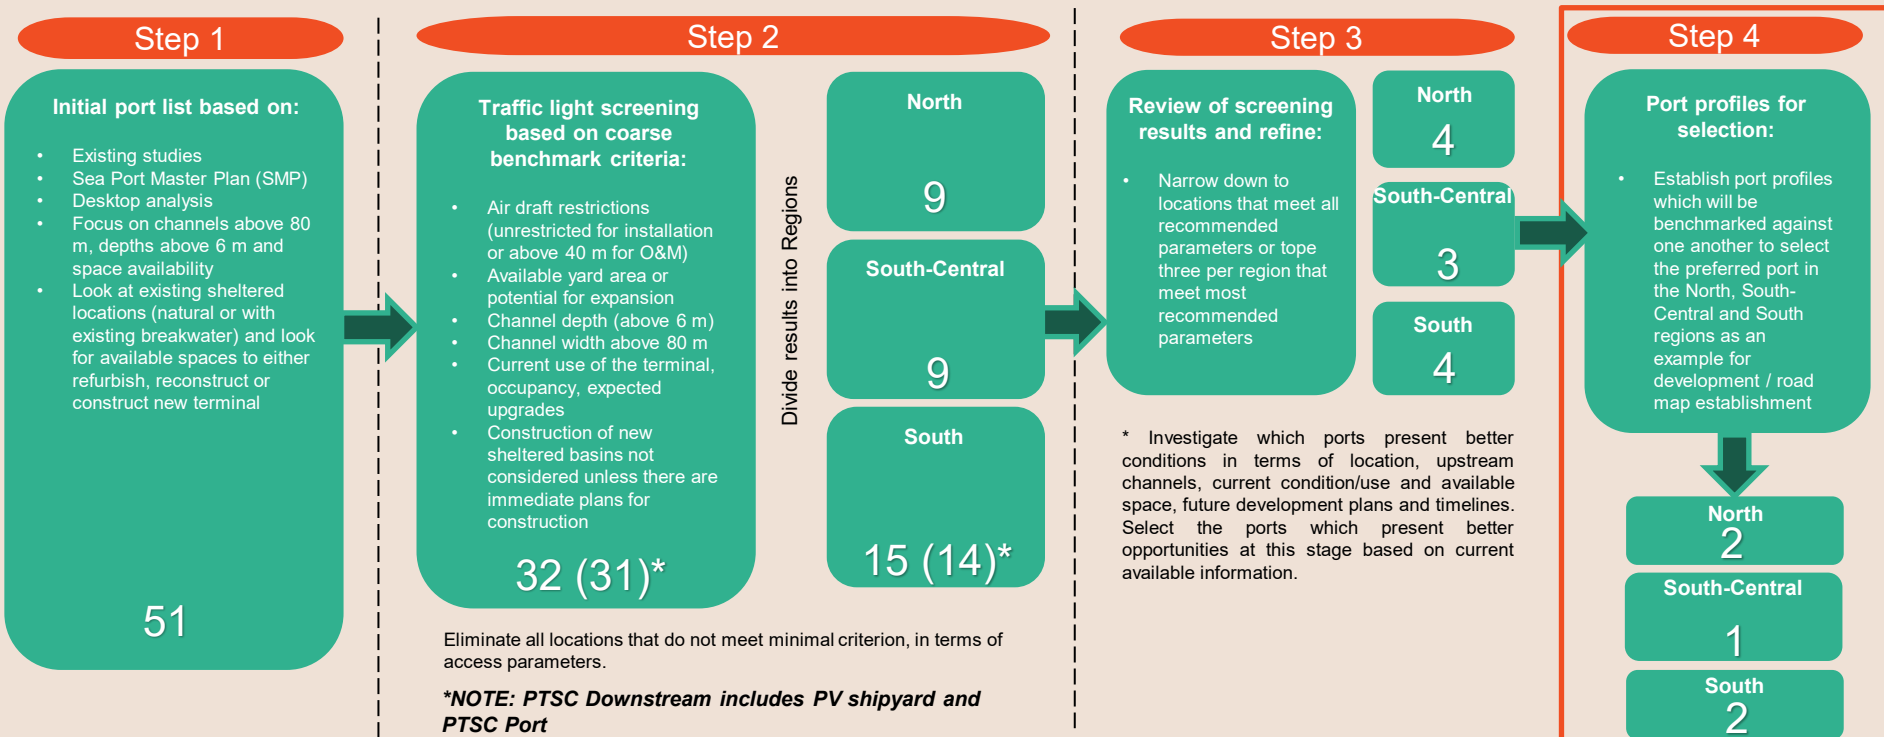 Step 1
Initial port list based on:
• Existing studies
• Sea Port Master Plan (SMP)
• Desktop analysis
• Focus on channels above 80
m, depths above 6 m and
space availability
• Look at existing sheltered
locations (natural or with
existing breakwater) and look
for available spaces to either
refurbish, reconstruct or
construct new terminal
51
Step 2
Traffic light screening
based on coarse
benchmark criteria:
• Air draft restrictions
(unrestricted for installation
or above 40 m for O&M)
• Available yard area or
potential for expansion
• Channel depth (above 6 m)
• Channel width above 80 m
• Current use of the terminal,
occupancy, expected
upgrades
• Construction of new
sheltered basins not
considered unless there are
immediate plans for
construction
32 (31)*
Divide results into Regions
North
9
South-Central
9
South
15 (14)*
Eliminate all locations that do not meet minimal criterion, in terms of
access parameters.
*NOTE: PTSC Downstream includes PV shipyard and
PTSC Port
Step 3
Review of screening
results and refine:
• Narrow down to
locations that meet all
recommended
parameters or tope
three per region that
meet most
recommended
parameters
North
4
South-Central
3
South
4
* Investigate which ports present better
conditions in terms of location, upstream
channels, current condition/use and available
space, future development plans and timelines.
Select the ports which present better
opportunities at this stage based on current
available information.
Step 4
Port profiles for
selection:
• Establish port profiles
which will be
benchmarked against
one another to select
the preferred port in
the North, South-
Central and South
regions as an
example for
development / road
map establishment
North
2
South-Central
1
South
2